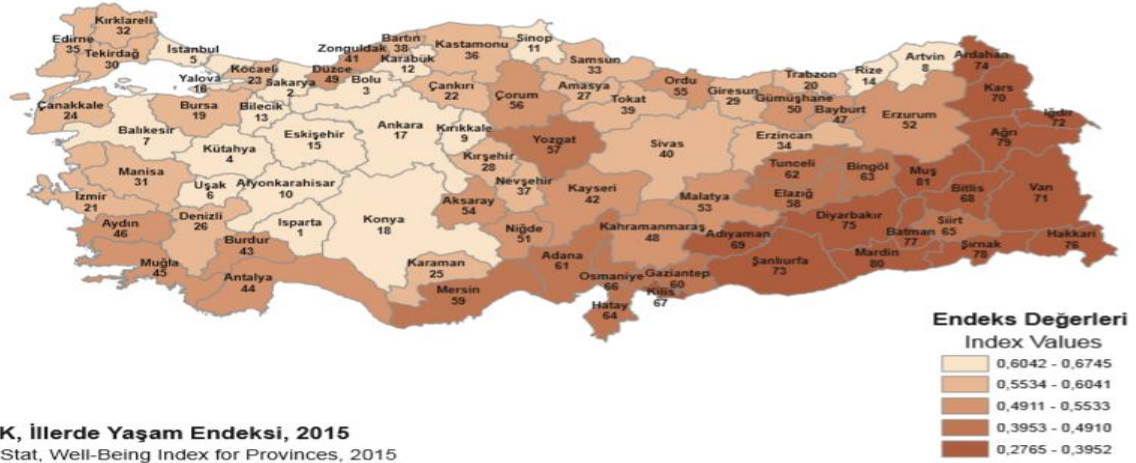 Kırklareli
32
Edirne
35
Tekirdağ
30
İstanbul
5
Yalova
16
Kocaeli
23
Sakarya
2
Düzce
49
Zonguldak
41
Bartın
38
Karabük
12
Bolu
3
Kastamonu
36
Sinop
11
Çankırı
22
Samsun
33
Amasya
27
Çorum
56
Tokat
39
Ordu
55
Giresun
29
Trabzon
20
Gümüşhane
50
Bayburt
47
Rize
14
Artvin
8
Ardahan
74
Kars
70
Iğdır
72
Ağrı
79
Erzurum
52
Erzincan
34
Çanakkale
24
Bursa
19
Bilecik
13
Balıkesir
7
Kütahya
4
Eskişehir
15
Ankara
17
Kırıkkale
9
Yozgat
57
Sivas
40
Kırşehir
28
Nevşehir
37
Kayseri
42
Tunceli
62
Bingöl
63
Muş
81
Bitlis
68
Van
71
Elazığ
58
Malatya
53
Diyarbakır
75
Batman
77
Siirt
65
Şırnak
78
Hakkari
76
Mardin
80
Manisa
31
Uşak
6
Afyonkarahisar
10
İzmir
21
Aydın
46
Denizli
26
Isparta
1
Burdur
43
Muğla
45
Antalya
44
Konya
18
Aksaray
54
Niğde
51
Karaman
25
Mersin
59
Adana
61
Kahramanmaraş
48
Adıyaman
69
Şanlıurfa
73
Osmaniye
66
Gaziantep
60
Kilis
67
Hatay
64
Endeks Değerleri
Index Values
0,6042 - 0,6745
0,5534 - 0,6041
0,4911 - 0,5533
0,3953 - 0,4910
0,2765 - 0,3952
K, İllerde Yaşam Endeksi, 2015
Stat, Well-Being Index for Provinces, 2015